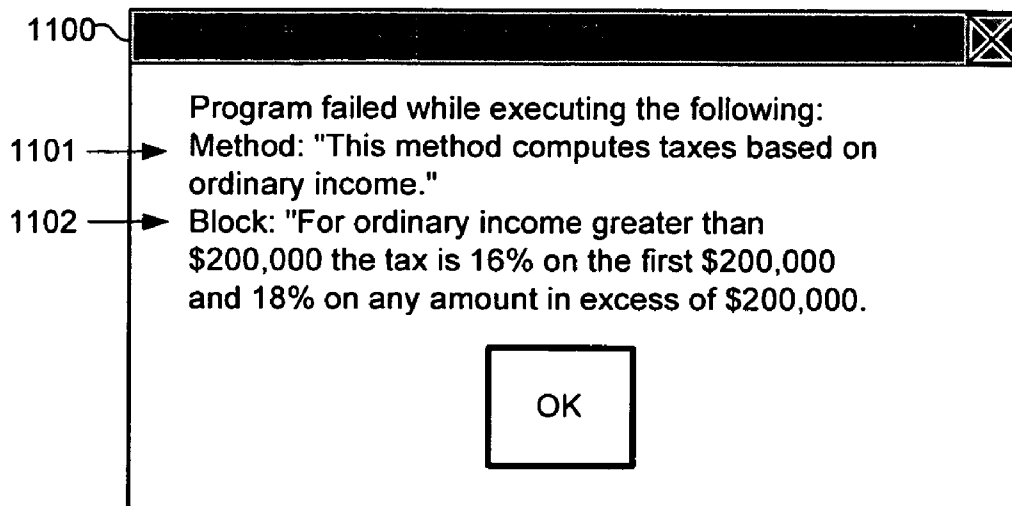 1100
Program failed while executing the following:
1101 Method: "This method computes taxes based on
ordinary income."
1102 Block: "For ordinary income greater than
$200,000 the tax is 16% on the first $200,000
and 18% on any amount in excess of $200,000.
OK